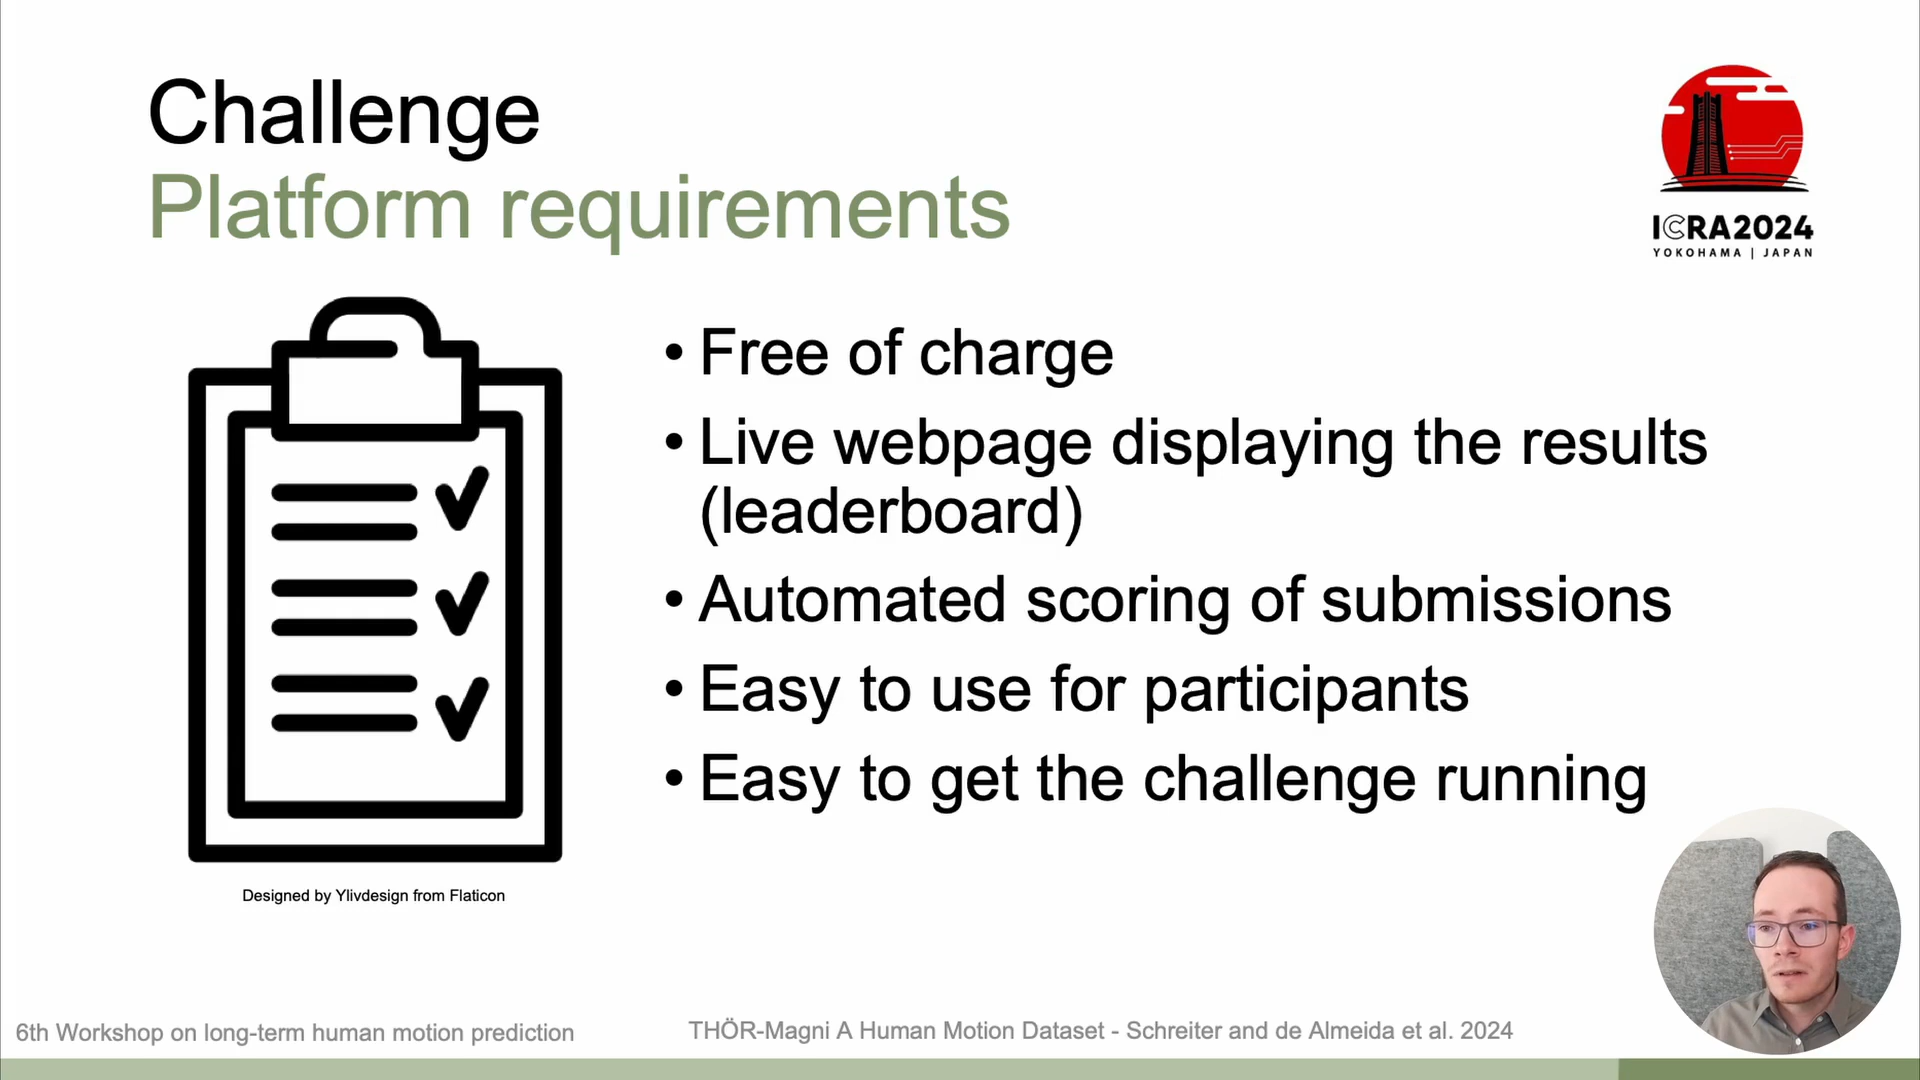 Challenge
Platform requirements
ICRA2024
YOKOHAMA | JAPAN
• Free of charge
• Live webpage displaying the results
(leaderboard)
• Automated scoring of submissions
• Easy to use for participants
• Easy to get the challenge running
Designed by Ylivdesign from Flaticon
6th Workshop on long-term human motion prediction
THÖR-Magni A Human Motion Dataset - Schreiter and de Almeida et al. 2024